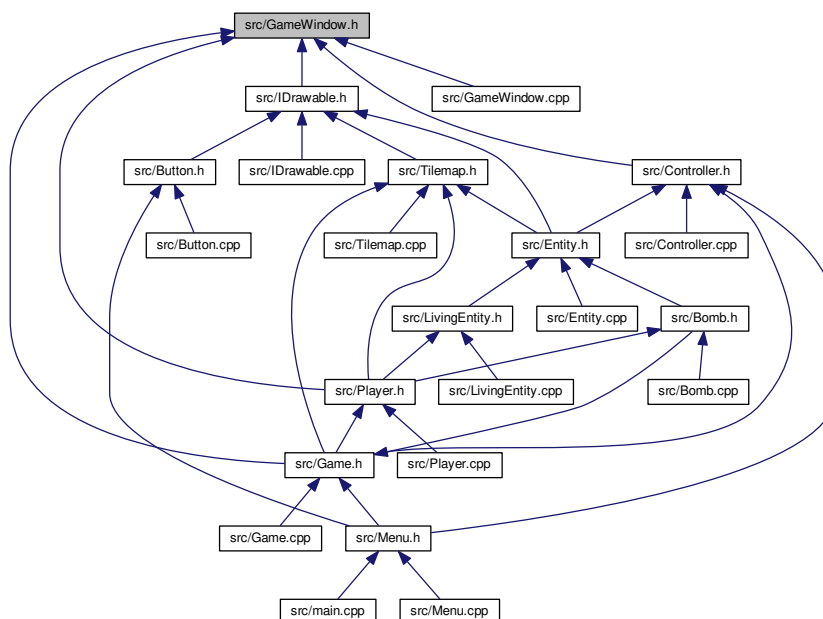 src/GameWindow.h
src/IDrawable.h
src/GameWindow.cpp
src/Button.h
src/IDrawable.cpp
src/Tilemap.h
src/Controller.h
src/Button.cpp
src/Tilemap.cpp
src/Entity.h
src/Controller.cpp
src/LivingEntity.h
src/Entity.cpp
src/Bomb.h
src/Player.h
src/LivingEntity.cpp
src/Bomb.cpp
src/Game.h
src/Player.cpp
src/Game.cpp
src/Menu.h
src/main.cpp
src/Menu.cpp